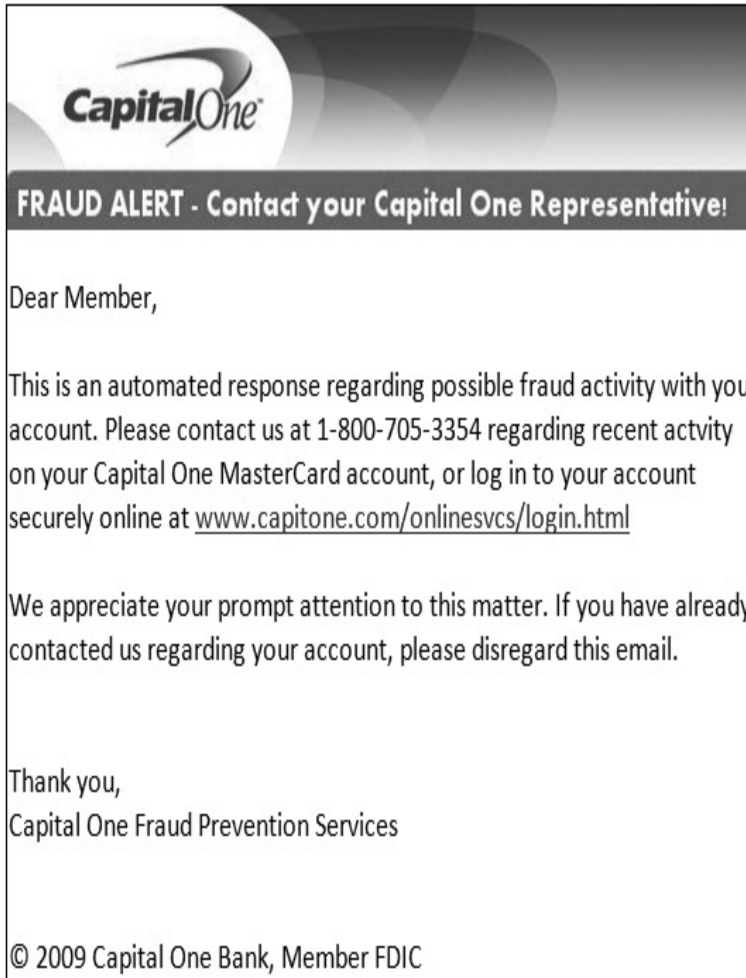 CapitalOne
FRAUD ALERT - Contact your Capital One Representative!
Dear Member,
This is an automated response regarding possible fraud activity with you
account. Please contact us at 1-800-705-3354 regarding recent actvity
on your Capital One MasterCard account, or log in to your account
securely online at www.capitone.com/onlinesvcs/login.html
We appreciate your prompt attention to this matter. If you have already
contacted us regarding your account, please disregard this email.
Thank you,
Capital One Fraud Prevention Services
© 2009 Capital One Bank, Member FDIC